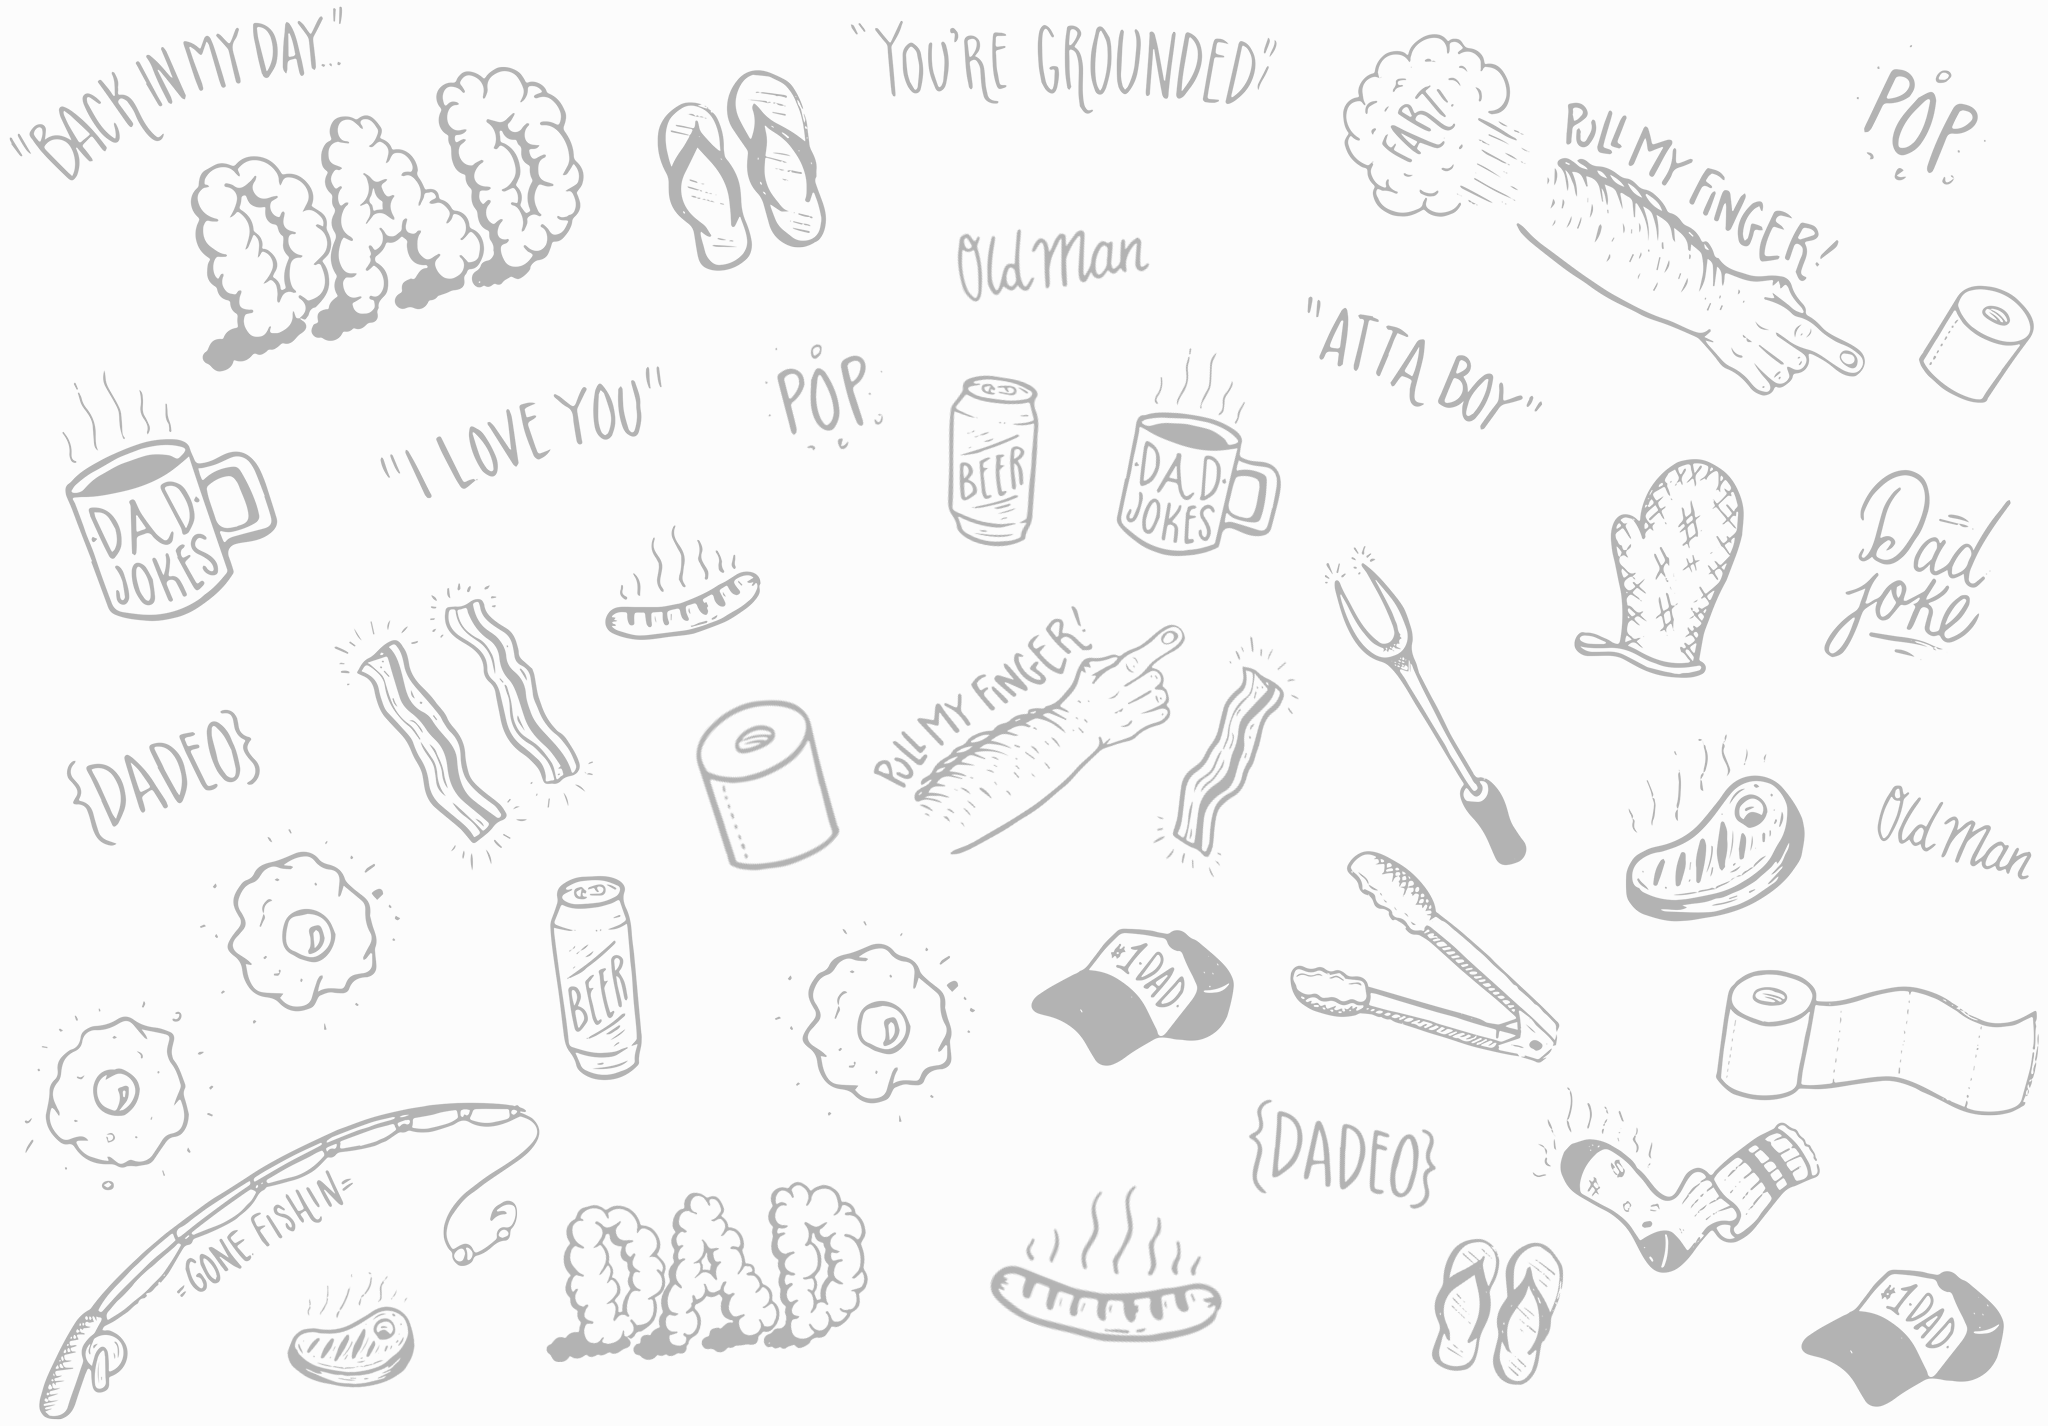 "BACK IN MY DAY..."
DAD
"YOU'RE GROUNDED"
FART!
PULL MY FINGER!
POP
Old Man
"ATTA BOY"
DAD
JOKES
"I LOVE YOU"
POP
BEER
DAD
JOKES
Dad
joke
PULL MY FINGER!
{DADEO}
Old Man
BEER
#1 DAD
{DADEO}
GONE FISHIN
DAD
#1 DAD